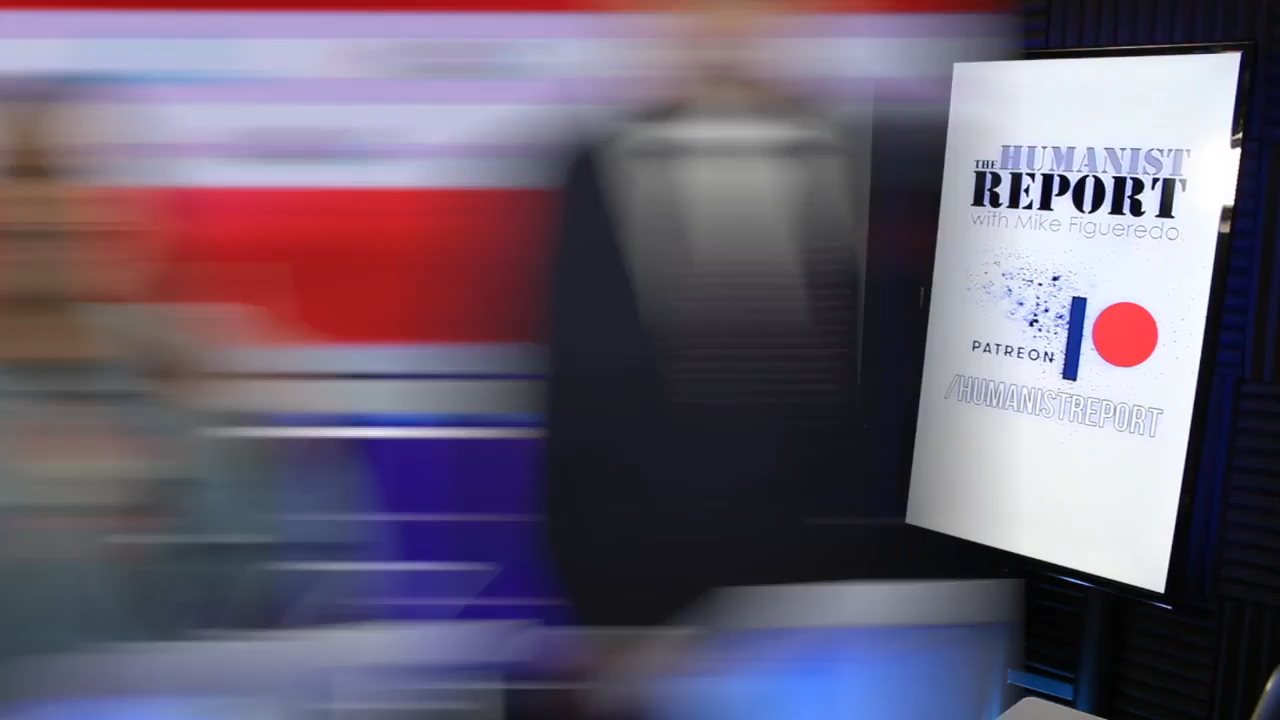 THE HUMANIST
REPORT
with Mike Figueredo
PATREON
/HUMANISTREPORT